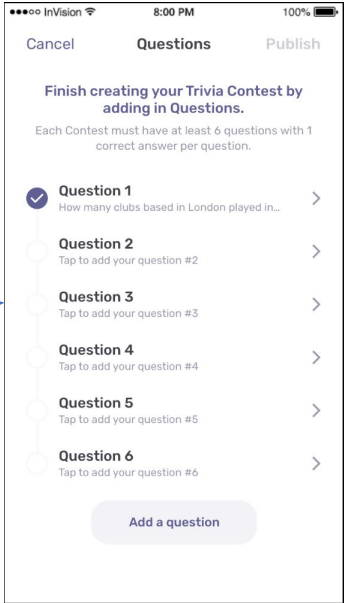 InVision 8:00 PM 100%
Cancel Questions Publish
Finish creating your Trivia Contest by
adding in Questions.
Each Contest must have at least 6 questions with 1
correct answer per question.
Question 1
How many clubs based in London played in...
Question 2
Tap to add your question #2
Question 3
Tap to add your question #3
Question 4
Tap to add your question #4
Question 5
Tap to add your question #5
Question 6
Tap to add your question #6
Add a question